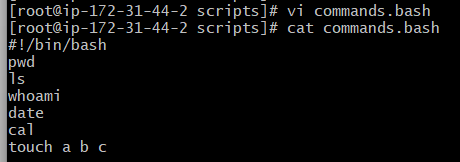 [root@ip-172-31-44-2 scripts]# vi commands.bash
[root@ip-172-31-44-2 scripts]# cat commands.bash
#!/bin/bash
pwd
ls
whoami
date
cal
touch a b c